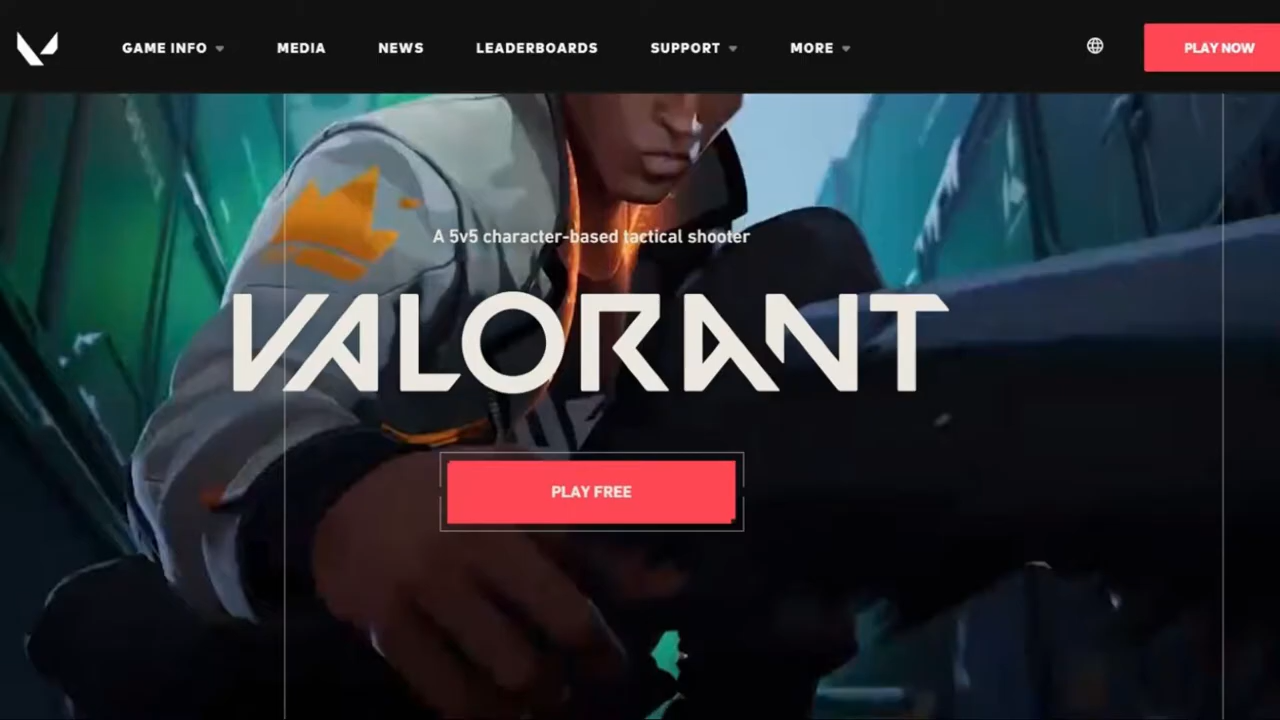 GAME INFO MEDIA NEWS LEADERBOARDS SUPPORT MORE PLAY NOW
A 5v5 character-based tactical shooter
VALORANT
PLAY FREE